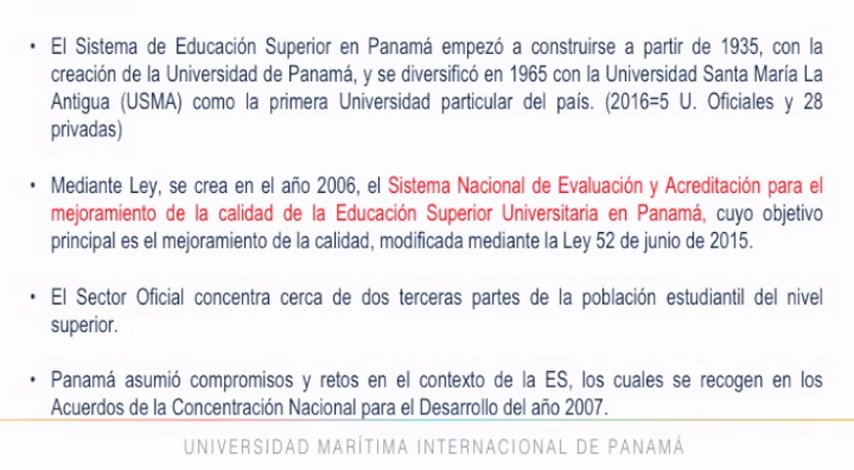 • El Sistema de Educación Superior en Panamá empezó a construirse a partir de 1935, con la
creación de la Universidad de Panamá, y se diversificó en 1965 con la Universidad Santa María La
Antigua (USMA) como la primera Universidad particular del país. (2016=5 U. Oficiales y 28
privadas)
• Mediante Ley, se crea en el año 2006, el Sistema Nacional de Evaluación y Acreditación para el
mejoramiento de la calidad de la Educación Superior Universitaria en Panamá, cuyo objetivo
principal es el mejoramiento de la calidad, modificada mediante la Ley 52 de junio de 2015.
• El Sector Oficial concentra cerca de dos terceras partes de la población estudiantil del nivel
superior.
• Panamá asumió compromisos y retos en el contexto de la ES, los cuales se recogen en los
Acuerdos de la Concentración Nacional para el Desarrollo del año 2007.
UNIVERSIDAD MARÍTIMA INTERNACIONAL DE PANAMÁ